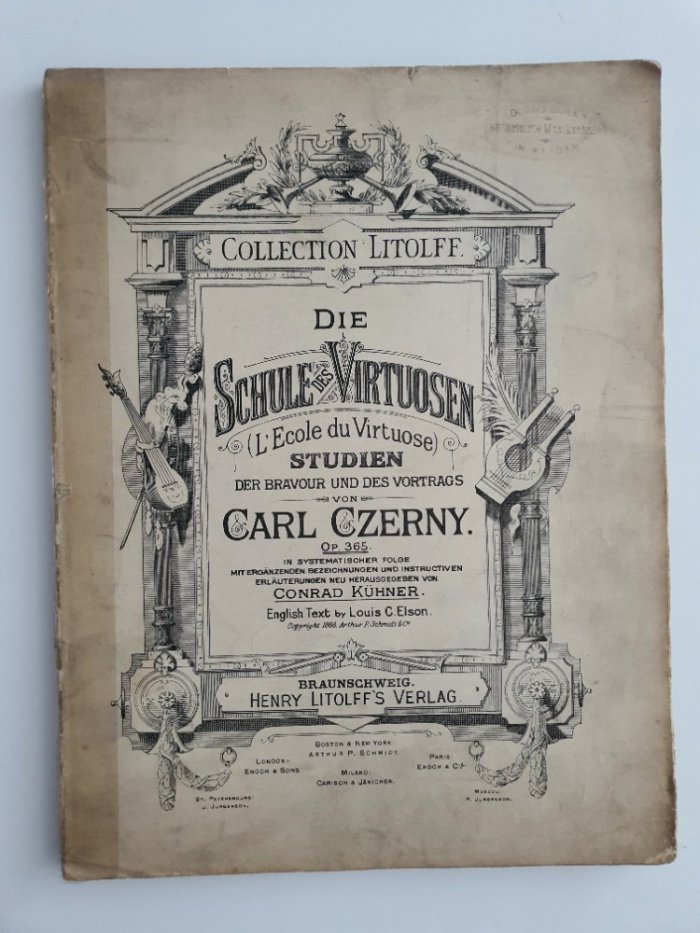 COLLECTION LITOLFF.
DIE
SCHULE DES VIRTUOSEN
(L'Ecole du Virtuose)
STUDIEN
DER BRAVOUR UND DES VORTRAGS
VON
CARL CZERNY.
OP. 365.
IN SYSTEMATISCHER FOLGE
MIT ERGÄNZENDEN BEZEICHNUNGEN UND INSTRUCTIVEN
ERLÄUTERUNGEN NEU HERAUSGEGEBEN VON
CONRAD KÜHNER.
English Text by Louis C. Elson.
Copyright 1888, Arthur P. Schmidt & Co
BRAUNSCHWEIG.
HENRY LITOLFF'S VERLAG.
BOSTON & NEW YORK:
ARTHUR P. SCHMIDT.
LONDON:
ENOCH & SONS.
PARIS:
ENOCH & CIE
MILANO:
CARISCH & JÄNICHEN.
ST. PETERSBOURG:
J. JURGENSON.
MOSCOU:
P. JURGENSON.